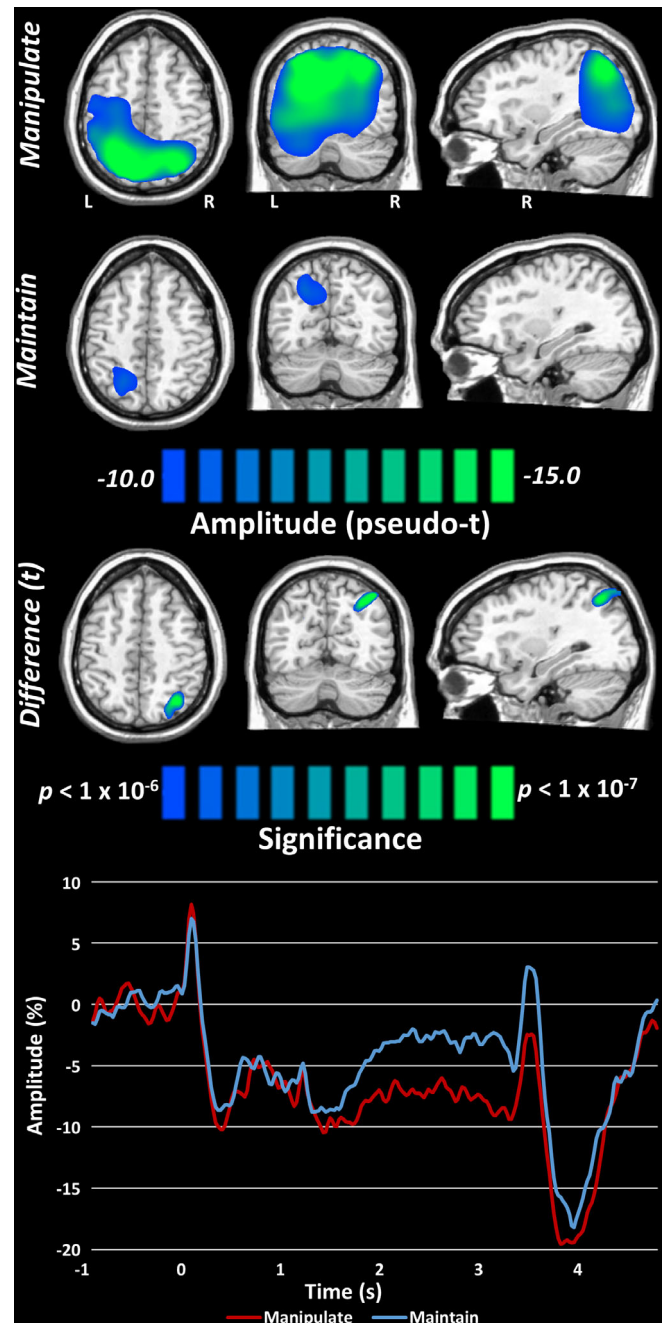 Manipulate
L R L R R
Maintain
-10.0 -15.0
Amplitude (pseudo-t)
Difference (t)
p < 1 x 10⁻⁶ p < 1 x 10⁻⁷
Significance
10
5
0
-5
-10
-15
-20
Amplitude (%)
-1 0 1 2 3 4
Time (s)
Manipulate Maintain